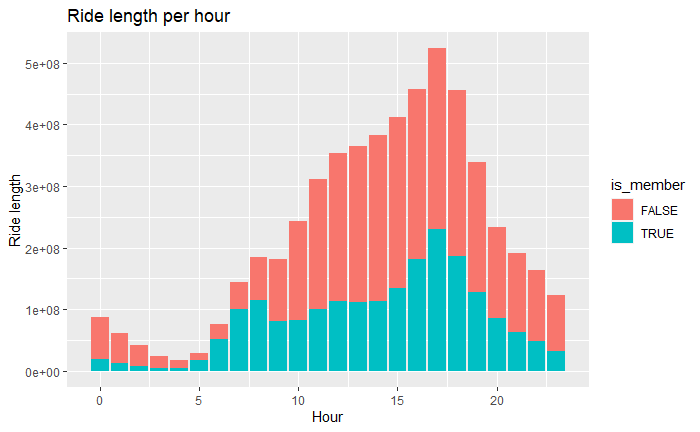 Ride length per hour
5e+08
4e+08
3e+08
2e+08
1e+08
0e+00
Ride length
0 5 10 15 20
Hour
is_member
FALSE
TRUE